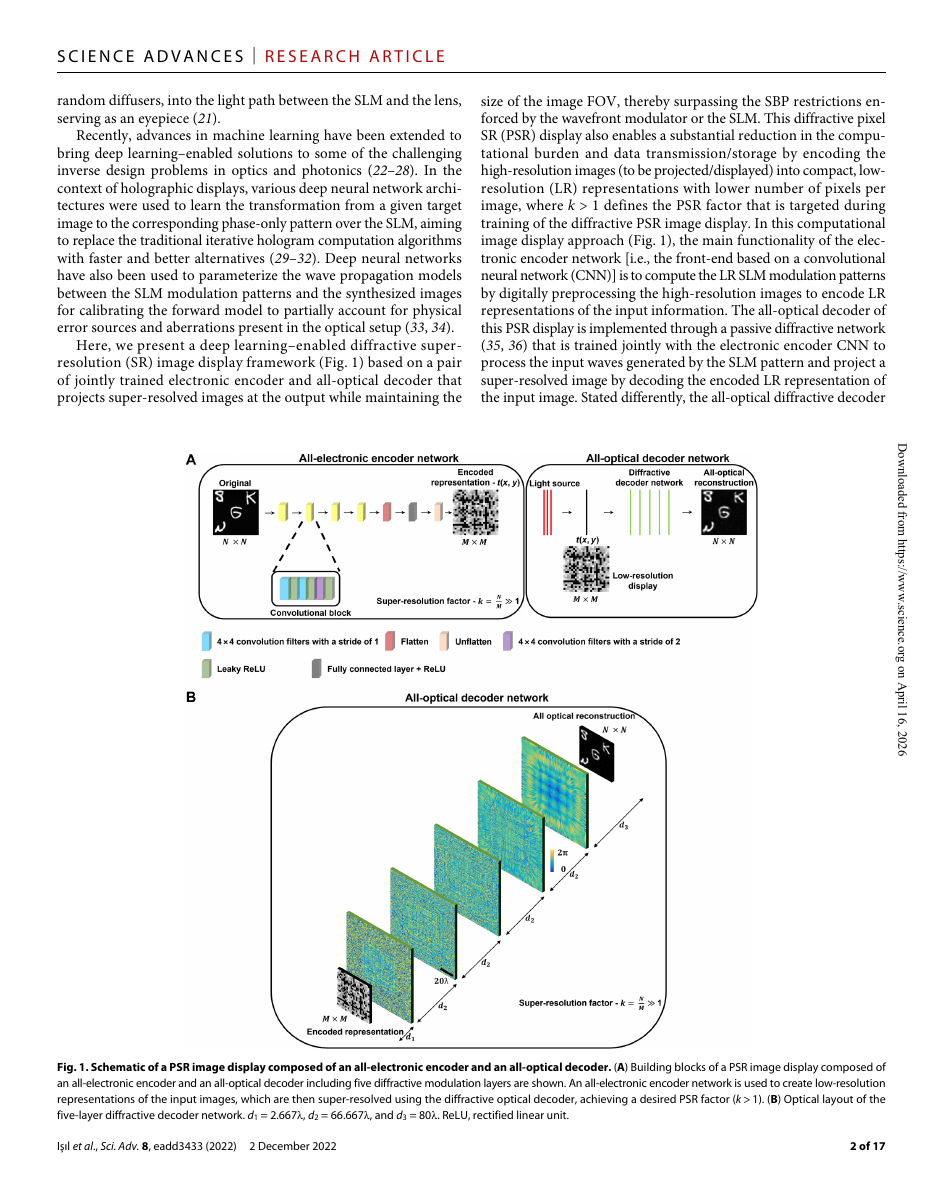 SCIENCE ADVANCES | RESEARCH ARTICLE
random diffusers, into the light path between the SLM and the lens,
serving as an eyepiece (21).
Recently, advances in machine learning have been extended to
bring deep learning–enabled solutions to some of the challenging
inverse design problems in optics and photonics (22–28). In the
context of holographic displays, various deep neural network archi-
tectures were used to learn the transformation from a given target
image to the corresponding phase-only pattern over the SLM, aiming
to replace the traditional iterative hologram computation algorithms
with faster and better alternatives (29–32). Deep neural networks
have also been used to parameterize the wave propagation models
between the SLM modulation patterns and the synthesized images
for calibrating the forward model to partially account for physical
error sources and aberrations present in the optical setup (33, 34).
Here, we present a deep learning–enabled diffractive super-
resolution (SR) image display framework (Fig. 1) based on a pair
of jointly trained electronic encoder and all-optical decoder that
projects super-resolved images at the output while maintaining the
size of the image FOV, thereby surpassing the SBP restrictions en-
forced by the wavefront modulator or the SLM. This diffractive pixel
SR (PSR) display also enables a substantial reduction in the compu-
tational burden and data transmission/storage by encoding the
high-resolution images (to be projected/displayed) into compact, low-
resolution (LR) representations with lower number of pixels per
image, where k > 1 defines the PSR factor that is targeted during
training of the diffractive PSR image display. In this computational
image display approach (Fig. 1), the main functionality of the elec-
tronic encoder network [i.e., the front-end based on a convolutional
neural network (CNN)] is to compute the LR SLM modulation patterns
by digitally preprocessing the high-resolution images to encode LR
representations of the input information. The all-optical decoder of
this PSR display is implemented through a passive diffractive network
(35, 36) that is trained jointly with the electronic encoder CNN to
process the input waves generated by the SLM pattern and project a
super-resolved image by decoding the encoded LR representation of
the input image. Stated differently, the all-optical diffractive decoder
A
All-electronic encoder network
Original
N × N
Encoded
representation - t(x, y)
M × M
Convolutional block
Super-resolution factor - k = N/M ≫ 1
All-optical decoder network
Light source
t(x, y)
M × M
Low-resolution
display
Diffractive
decoder network
All-optical
reconstruction
N × N
4 × 4 convolution filters with a stride of 1
Flatten
Unflatten
4 × 4 convolution filters with a stride of 2
Leaky ReLU
Fully connected layer + ReLU
B
All-optical decoder network
All optical reconstruction
N × N
d3
2π
0
d2
d2
d2
20λ
d2
M × M
Encoded representation
d1
Super-resolution factor - k = N/M ≫ 1
Fig. 1. Schematic of a PSR image display composed of an all-electronic encoder and an all-optical decoder. (A) Building blocks of a PSR image display composed of
an all-electronic encoder and an all-optical decoder including five diffractive modulation layers are shown. An all-electronic encoder network is used to create low-resolution
representations of the input images, which are then super-resolved using the diffractive optical decoder, achieving a desired PSR factor (k > 1). (B) Optical layout of the
five-layer diffractive decoder network. d1 = 2.667λ, d2 = 66.667λ, and d3 = 80λ. ReLU, rectified linear unit.
Işıl et al., Sci. Adv. 8, eadd3433 (2022) 2 December 2022
2 of 17
Downloaded from https://www.science.org on April 16, 2026